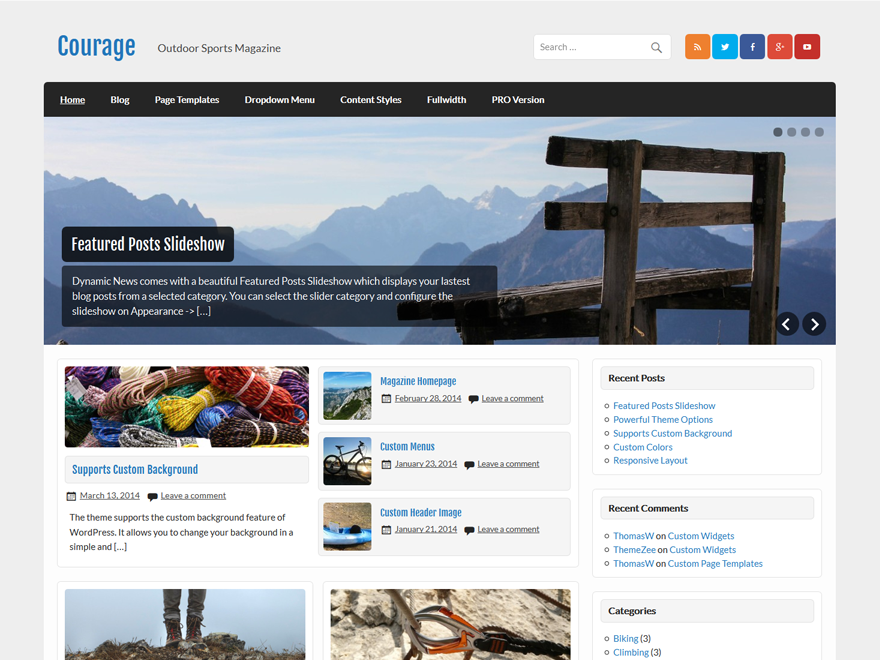 Courage
Outdoor Sports Magazine
Search ...
Home Blog Page Templates Dropdown Menu Content Styles Fullwidth PRO Version
Featured Posts Slideshow
Dynamic News comes with a beautiful Featured Posts Slideshow which displays your lastest
blog posts from a selected category. You can select the slider category and configure the
slideshow on Appearance -> [...]
Supports Custom Background
March 13, 2014 Leave a comment
The theme supports the custom background feature of
WordPress. It allows you to change your background in a
simple and [...]
Magazine Homepage
February 28, 2014 Leave a comment
Custom Menus
January 23, 2014 Leave a comment
Custom Header Image
January 21, 2014 Leave a comment
Recent Posts
Featured Posts Slideshow
Powerful Theme Options
Supports Custom Background
Custom Colors
Responsive Layout
Recent Comments
ThomasW on Custom Widgets
ThemeZee on Custom Widgets
ThomasW on Custom Page Templates
Categories
Biking (3)
Climbing (3)